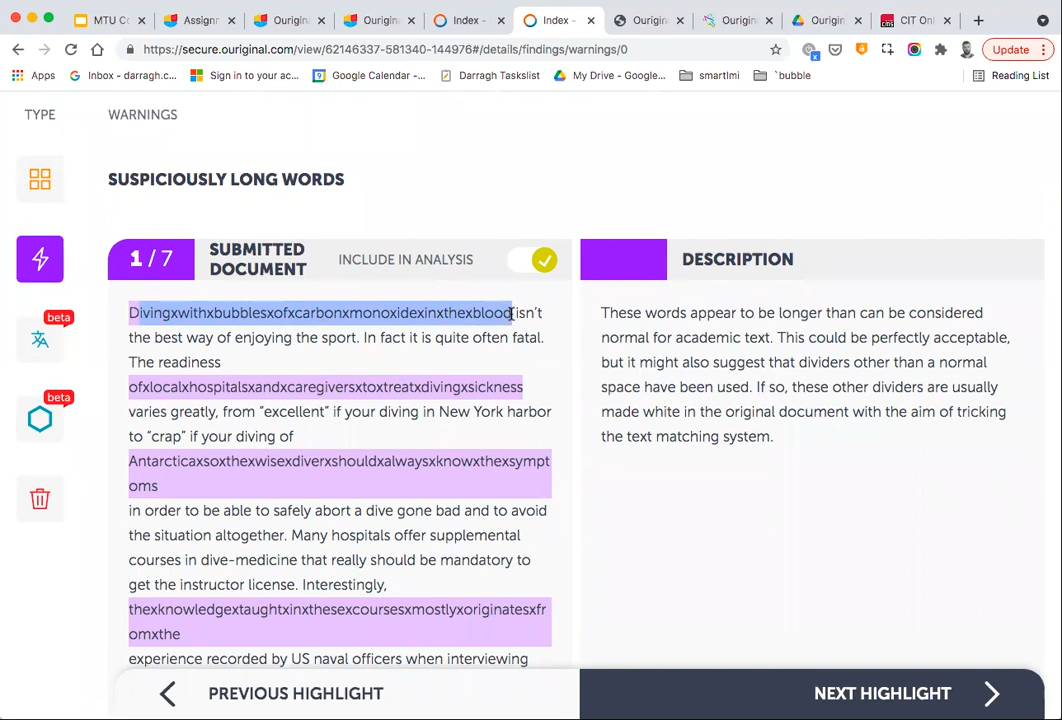 MTU Co
Assignr
Ouriginal
Ouriginal
Index -
Index -
Ourigin
Ourigin
Ourigin
CIT Onl
https://secure.ouriginal.com/view/62146337-581340-144976#/details/findings/warnings/0
Update
Apps
Inbox - darragh.c...
Sign in to your ac...
Google Calendar -...
Darragh Taskslist
My Drive - Google...
smartlmi
`bubble
Reading List
TYPE
WARNINGS
SUSPICIOUSLY LONG WORDS
beta
beta
1 / 7
SUBMITTED
DOCUMENT
INCLUDE IN ANALYSIS
Divingxwithxbubblesxofxcarbonxmonoxidexinxthexblood isn't
the best way of enjoying the sport. In fact it is quite often fatal.
The readiness
ofxlocalxhospitalsxandxcaregiversxtoxtreatxdivingxsickness
varies greatly, from “excellent” if your diving in New York harbor
to “crap” if your diving of
Antarcticaxsoxthexwisexdiverxshouldxalwaysxknowxthexsympt
oms
in order to be able to safely abort a dive gone bad and to avoid
the situation altogether. Many hospitals offer supplemental
courses in dive-medicine that really should be mandatory to
get the instructor license. Interestingly,
thexknowledgextaughtxinxthesexcoursesxmostlyxoriginatesxfr
omxthe
experience recorded by US naval officers when interviewing
DESCRIPTION
These words appear to be longer than can be considered
normal for academic text. This could be perfectly acceptable,
but it might also suggest that dividers other than a normal
space have been used. If so, these other dividers are usually
made white in the original document with the aim of tricking
the text matching system.
PREVIOUS HIGHLIGHT
NEXT HIGHLIGHT